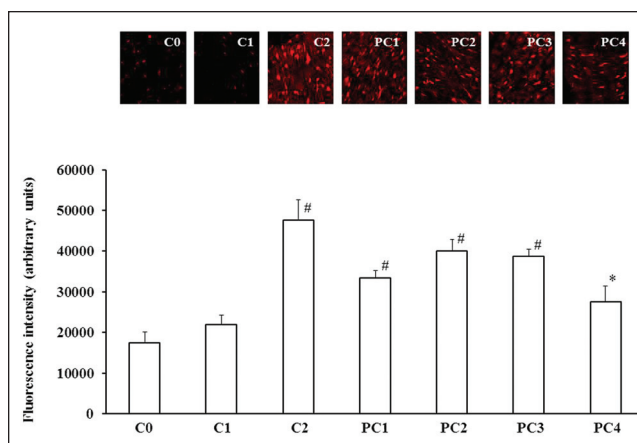 C0 C1 C2 PC1 PC2 PC3 PC4
Fluorescence intensity (arbitrary units)
60000
50000
40000
30000
20000
10000
0
# # # # *
C0 C1 C2 PC1 PC2 PC3 PC4